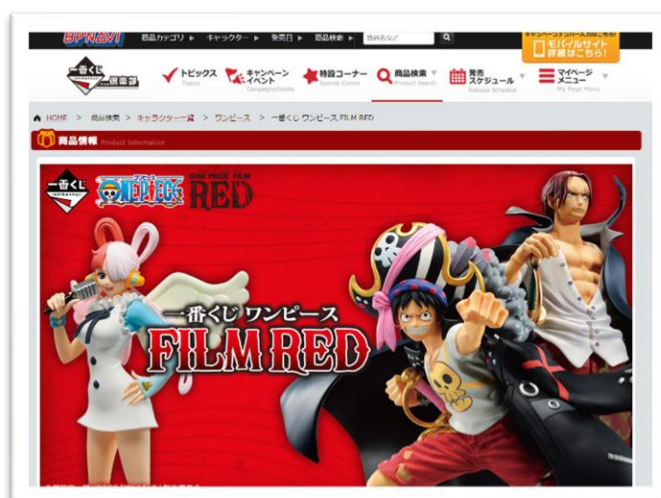 BPNAVI 商品カテゴリ ▶ キャラクター ▶ 発売日 ▶ 商品検索 ▶ 商品名など
モバイルサイト
詳細はこちら!
一番くじ倶楽部
トピックス キャンペーン イベント 特設コーナー 商品検索 発売スケジュール マイページメニュー
Topics Campaigns/Events Special Corner Product Search Release Schedule My Page Menu
HOME > 商品検索 > キャラクター一覧 > ワンピース > 一番くじ ワンピース FILM RED
商品情報 Product Information
一番くじ ONE PIECE ONE PIECE FILM RED
一番くじ ワンピース
FILM RED